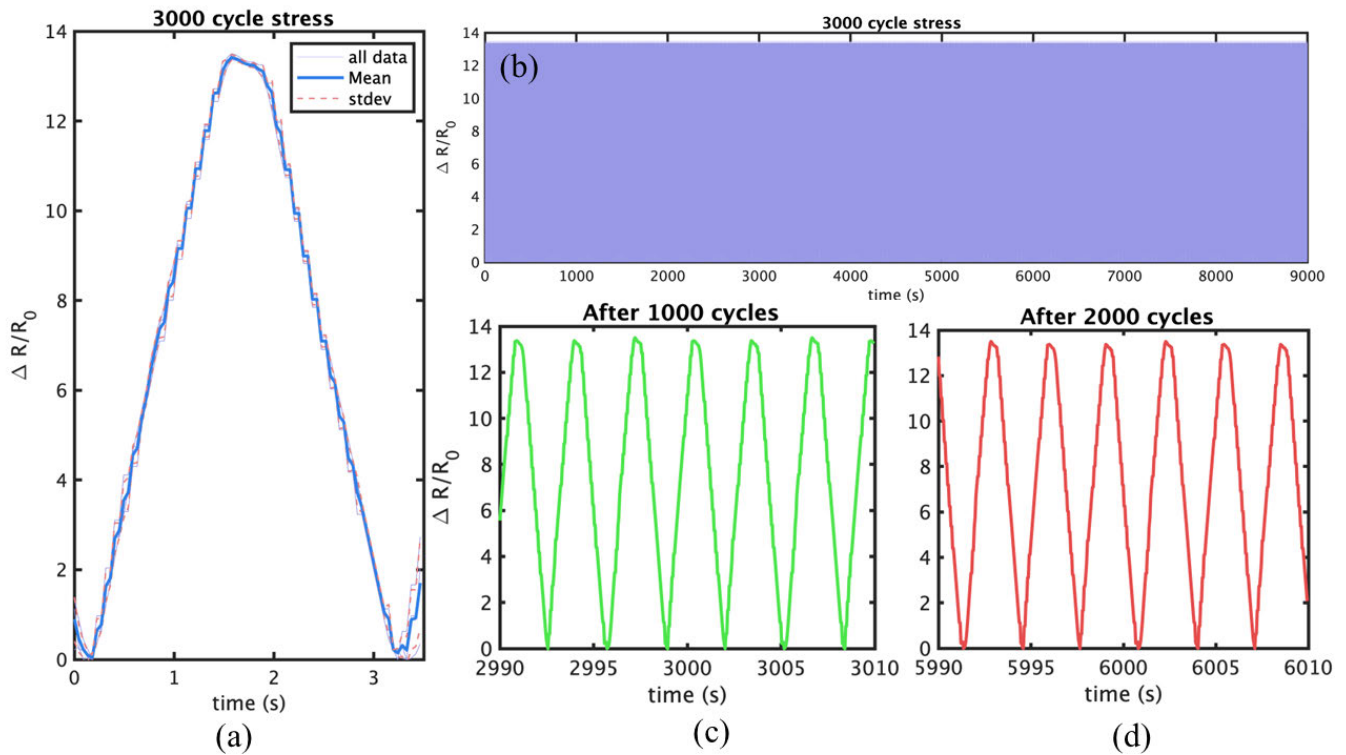 3000 cycle stress
14
12
10
8
6
4
2
0
Δ R/R0
all data
Mean
stdev
0 1 2 3
time (s)
(a)
3000 cycle stress
(b)
14
12
10
8
6
4
2
0
Δ R/R0
0 1000 2000 3000 4000 5000 6000 7000 8000 9000
time (s)
After 1000 cycles
14
12
10
8
6
4
2
0
Δ R/R0
2990 2995 3000 3005 3010
time (s)
(c)
After 2000 cycles
14
12
10
8
6
4
2
0
5990 5995 6000 6005 6010
time (s)
(d)